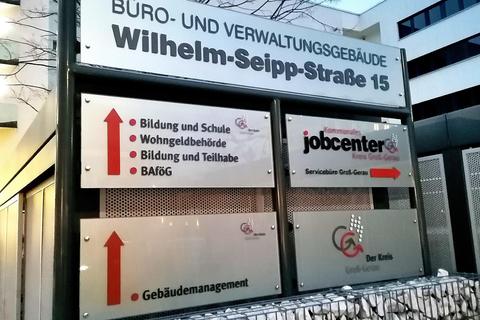 BÜRO- UND VERWALTUNGSGEBÄUDE
Wilhelm-Seipp-Straße 15
Bildung und Schule
Wohngeldbehörde
Bildung und Teilhabe
BAföG
Kommunales
jobcenter
Kreis Groß-Gerau
Servicebüro Groß-Gerau
Gebäudemanagement
Der Kreis
Groß-Gerau